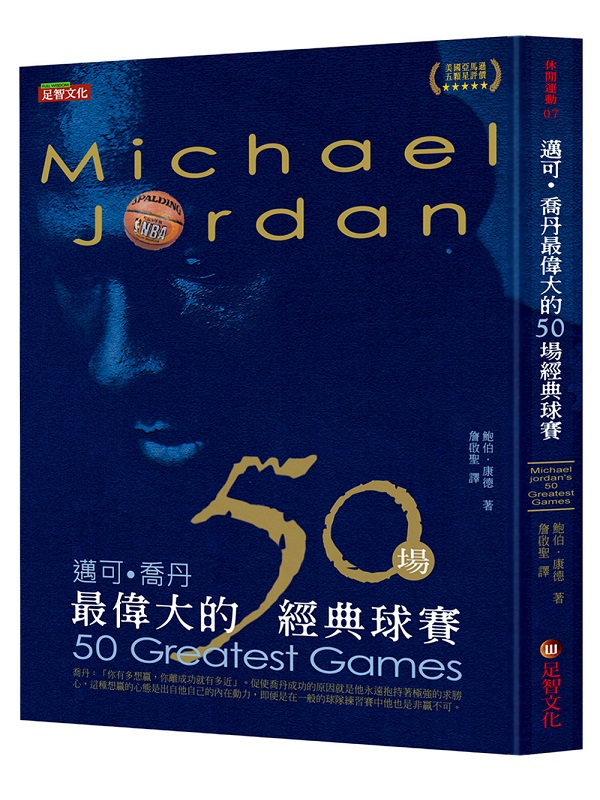 FULL WISDOM
足智文化
美國亞馬遜
五顆星評價
Michael
Jordan
SPALDING
NBA
鮑伯·康德 著
詹啟聖 譯
50場
邁可•喬丹
最偉大的 經典球賽
50 Greatest Games
喬丹：「你有多想贏，你離成功就有多近」。促使喬丹成功的原因就是他永遠抱持著極強的求勝
心，這種想贏的心態是出自他自己的內在動力，即便是在一般的球隊練習賽中他也是非贏不可。
休閒運動
07
邁可•喬丹最偉大的50場經典球賽
Michael
jordan's
50
Greatest
Games
鮑伯·康德 著
詹啟聖 譯
足智文化